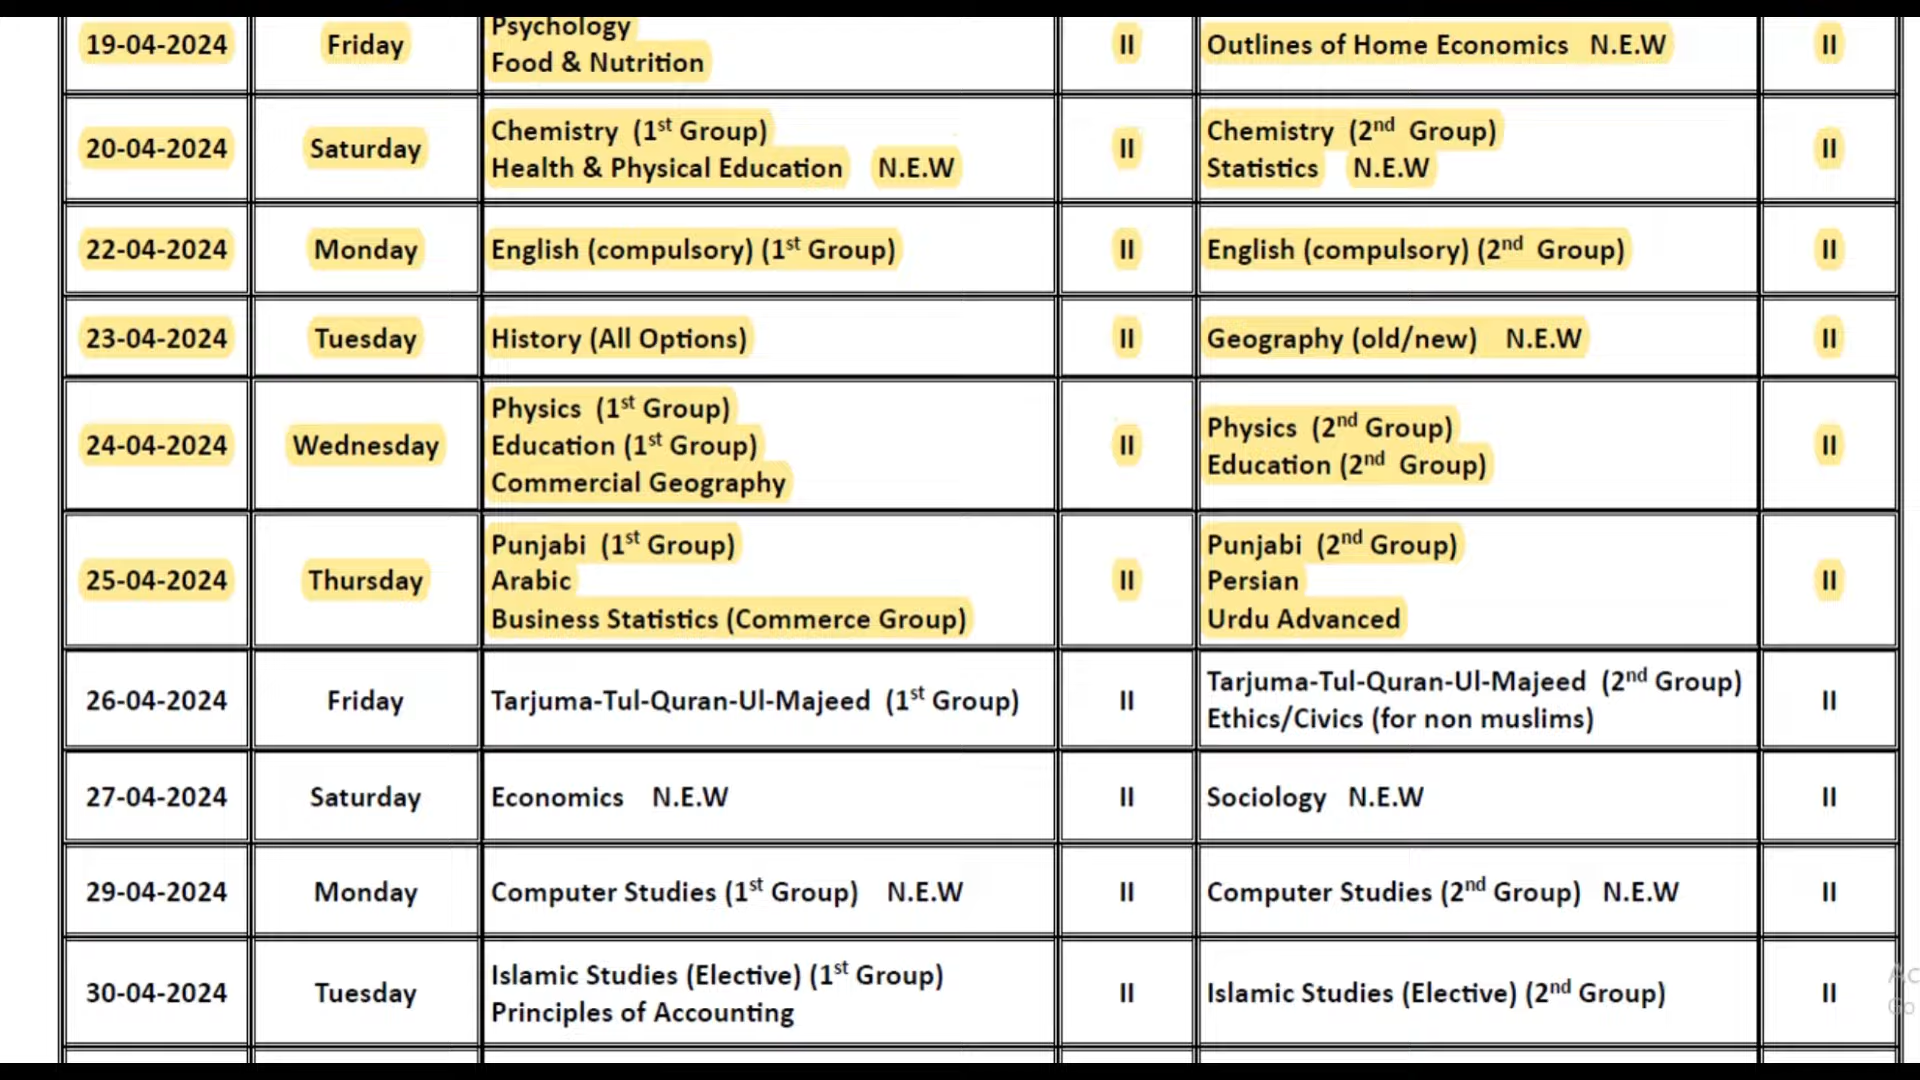 19-04-2024 Friday Psychology II Outlines of Home Economics N.E.W II
Food & Nutrition
20-04-2024 Saturday Chemistry (1st Group) II Chemistry (2nd Group) II
Health & Physical Education N.E.W Statistics N.E.W
22-04-2024 Monday English (compulsory) (1st Group) II English (compulsory) (2nd Group) II
23-04-2024 Tuesday History (All Options) II Geography (old/new) N.E.W II
24-04-2024 Wednesday Physics (1st Group) II Physics (2nd Group) II
Education (1st Group) Education (2nd Group)
Commercial Geography
25-04-2024 Thursday Punjabi (1st Group) II Punjabi (2nd Group) II
Arabic Persian
Business Statistics (Commerce Group) Urdu Advanced
26-04-2024 Friday Tarjuma-Tul-Quran-Ul-Majeed (1st Group) II Tarjuma-Tul-Quran-Ul-Majeed (2nd Group) II
Ethics/Civics (for non muslims)
27-04-2024 Saturday Economics N.E.W II Sociology N.E.W II
29-04-2024 Monday Computer Studies (1st Group) N.E.W II Computer Studies (2nd Group) N.E.W II
30-04-2024 Tuesday Islamic Studies (Elective) (1st Group) II Islamic Studies (Elective) (2nd Group) II
Principles of Accounting